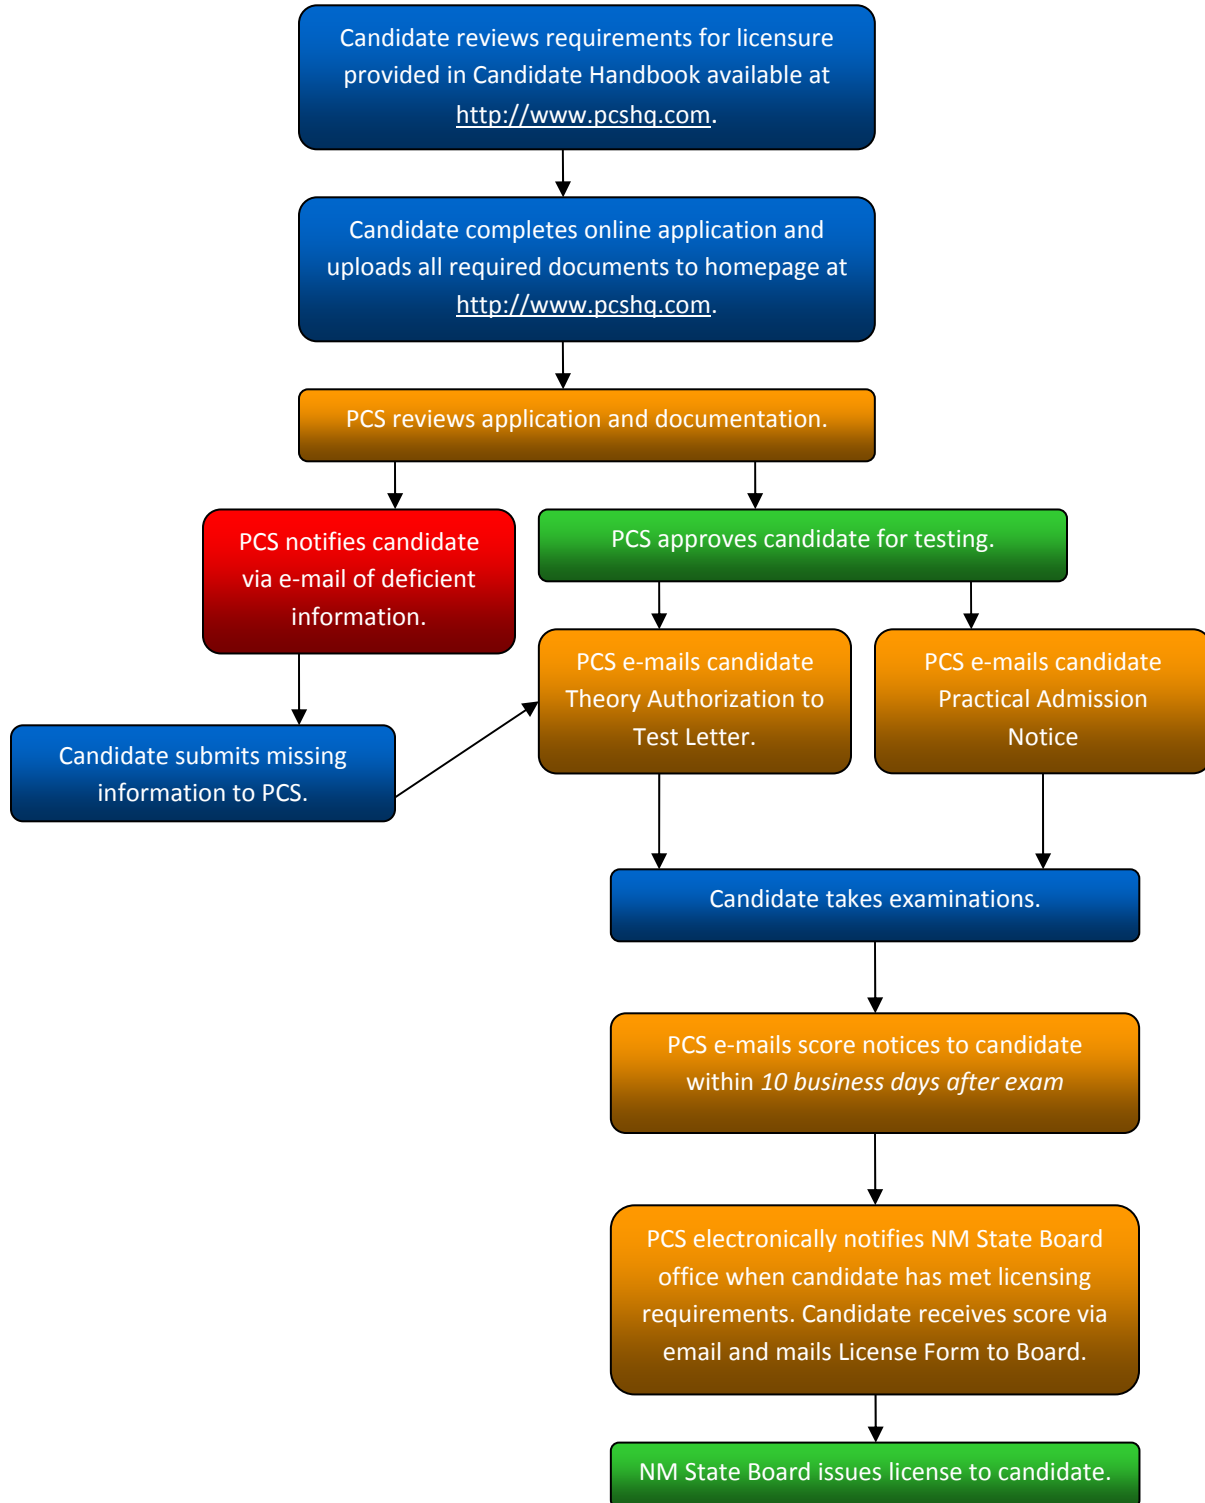 Candidate reviews requirements for licensure
provided in Candidate Handbook available at
http://www.pcshq.com.
Candidate completes online application and
uploads all required documents to homepage at
http://www.pcshq.com.
PCS reviews application and documentation.
PCS notifies candidate
via e-mail of deficient
information.
PCS approves candidate for testing.
Candidate submits missing
information to PCS.
PCS e-mails candidate
Theory Authorization to
Test Letter.
PCS e-mails candidate
Practical Admission
Notice
Candidate takes examinations.
PCS e-mails score notices to candidate
within 10 business days after exam
PCS electronically notifies NM State Board
office when candidate has met licensing
requirements. Candidate receives score via
email and mails License Form to Board.
NM State Board issues license to candidate.